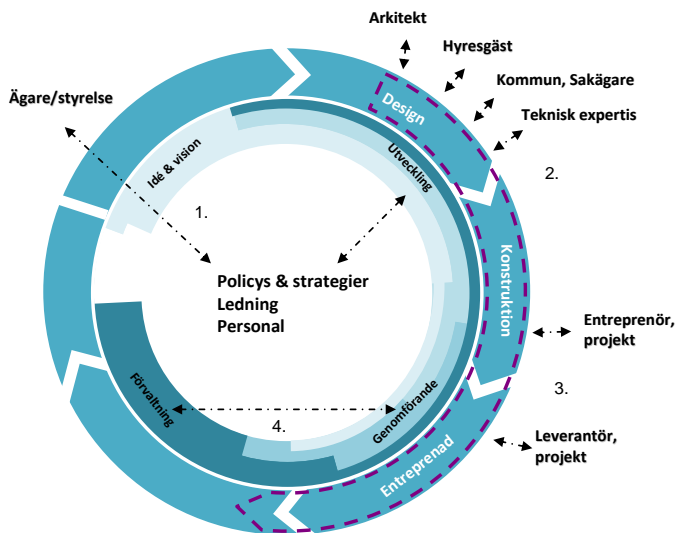 Arkitekt
Hyresgäst
Kommun, Sakägare
Teknisk expertis
Ägare/styrelse
Design
Idé & vision
Utveckling
2.
1.
Konstruktion
Policys & strategier
Ledning
Personal
Entreprenör,
projekt
3.
Förvaltning
4.
Genomförande
Entreprenad
Leverantör,
projekt